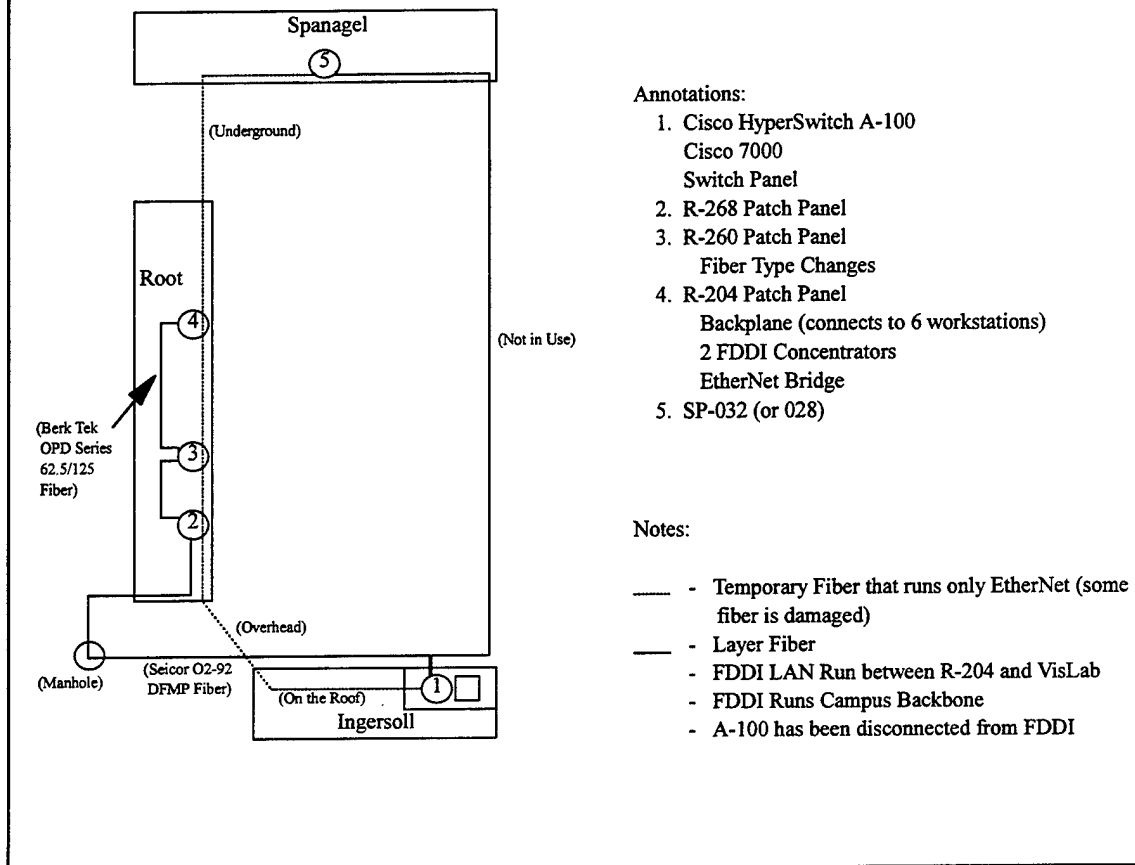 Spanagel
5
(Underground)
Root
4
(Not in Use)
(Berk Tek
OPD Series
62.5/125
Fiber)
3
2
(Overhead)
(Manhole)
(Seicor O2-92
DFMP Fiber)
(On the Roof)
1
Ingersoll
Annotations:
1. Cisco HyperSwitch A-100
Cisco 7000
Switch Panel
2. R-268 Patch Panel
3. R-260 Patch Panel
Fiber Type Changes
4. R-204 Patch Panel
Backplane (connects to 6 workstations)
2 FDDI Concentrators
EtherNet Bridge
5. SP-032 (or 028)
Notes:
- Temporary Fiber that runs only EtherNet (some
fiber is damaged)
- Layer Fiber
- FDDI LAN Run between R-204 and VisLab
- FDDI Runs Campus Backbone
- A-100 has been disconnected from FDDI